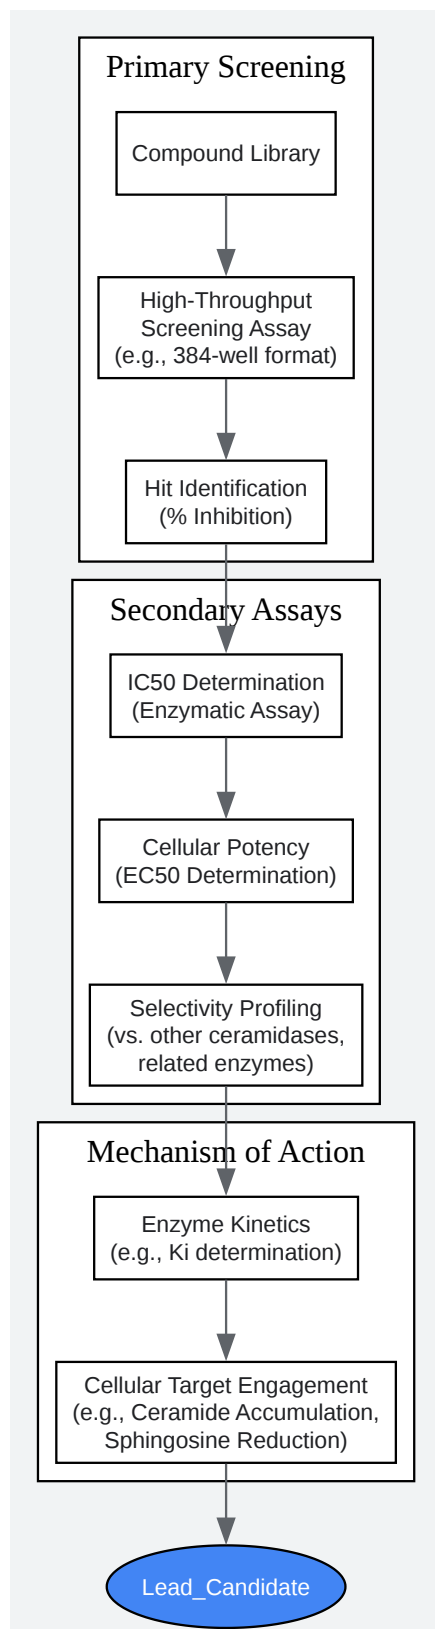 Primary Screening
Compound Library
High-Throughput
Screening Assay
(e.g., 384-well format)
Hit Identification
(% Inhibition)
Secondary Assays
IC50 Determination
(Enzymatic Assay)
Cellular Potency
(EC50 Determination)
Selectivity Profiling
(vs. other ceramidases,
related enzymes)
Mechanism of Action
Enzyme Kinetics
(e.g., Ki determination)
Cellular Target Engagement
(e.g., Ceramide Accumulation,
Sphingosine Reduction)
Lead_Candidate